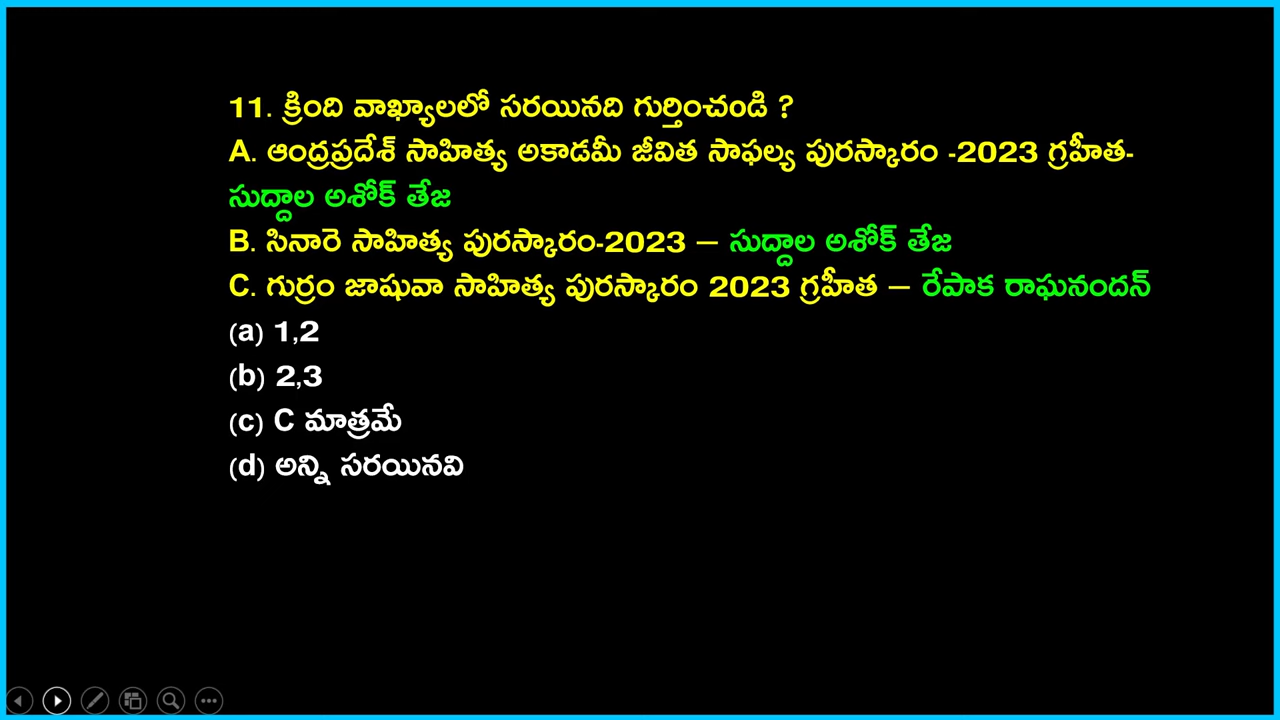 11. క్రింది వాఖ్యాలలో సరయినది గుర్తించండి ?
A. ఆంద్రప్రదేశ్ సాహిత్య అకాడమీ జీవిత సాఫల్య పురస్కారం -2023 గ్రహీత-
సుద్దాల అశోక్ తేజ
B. సినారె సాహిత్య పురస్కారం-2023 – సుద్దాల అశోక్ తేజ
C. గుర్రం జాషువా సాహిత్య పురస్కారం 2023 గ్రహీత – రేపాక రాఘనందన్
(a) 1,2
(b) 2,3
(c) C మాత్రమే
(d) అన్ని సరయినవి